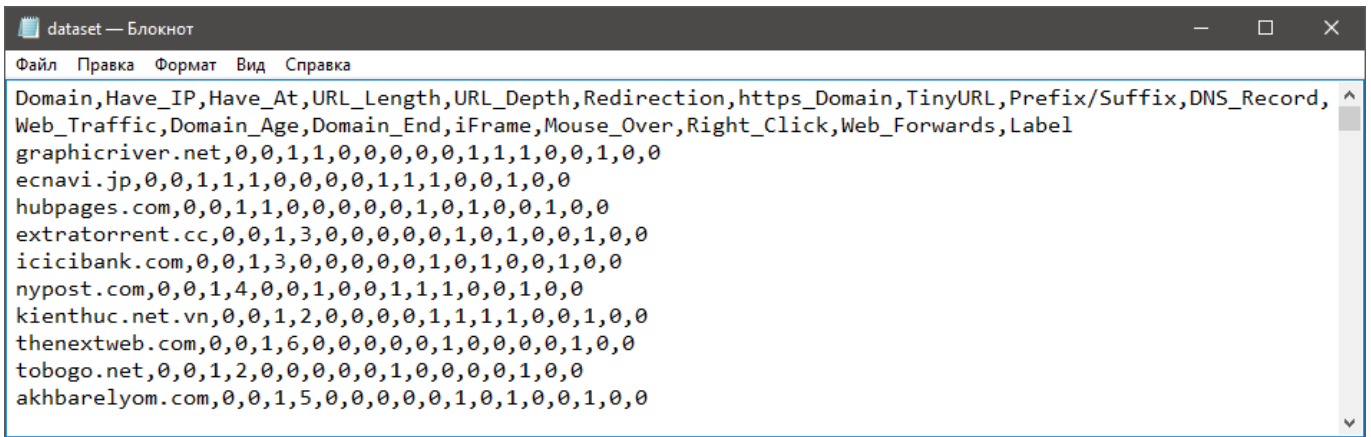 dataset — Блокнот
Файл Правка Формат Вид Справка
Domain,Have_IP,Have_At,URL_Length,URL_Depth,Redirection,https_Domain,TinyURL,Prefix/Suffix,DNS_Record,
Web_Traffic,Domain_Age,Domain_End,iFrame,Mouse_Over,Right_Click,Web_Forwards,Label
graphicriver.net,0,0,1,1,0,0,0,0,0,1,1,1,0,0,1,0,0
ecnavi.jp,0,0,1,1,1,0,0,0,0,1,1,1,0,0,1,0,0
hubpages.com,0,0,1,1,0,0,0,0,0,1,0,1,0,0,1,0,0
extratorrent.cc,0,0,1,3,0,0,0,0,0,1,0,1,0,0,1,0,0
icicibank.com,0,0,1,3,0,0,0,0,0,1,0,1,0,0,1,0,0
nypost.com,0,0,1,4,0,0,1,0,0,1,1,1,0,0,1,0,0
kienthuc.net.vn,0,0,1,2,0,0,0,0,0,1,1,1,1,0,0,1,0,0
thenextweb.com,0,0,1,6,0,0,0,0,0,1,0,0,0,0,1,0,0
tobogo.net,0,0,1,2,0,0,0,0,0,1,0,0,0,0,1,0,0
akhbarelyom.com,0,0,1,5,0,0,0,0,0,1,0,1,0,0,1,0,0